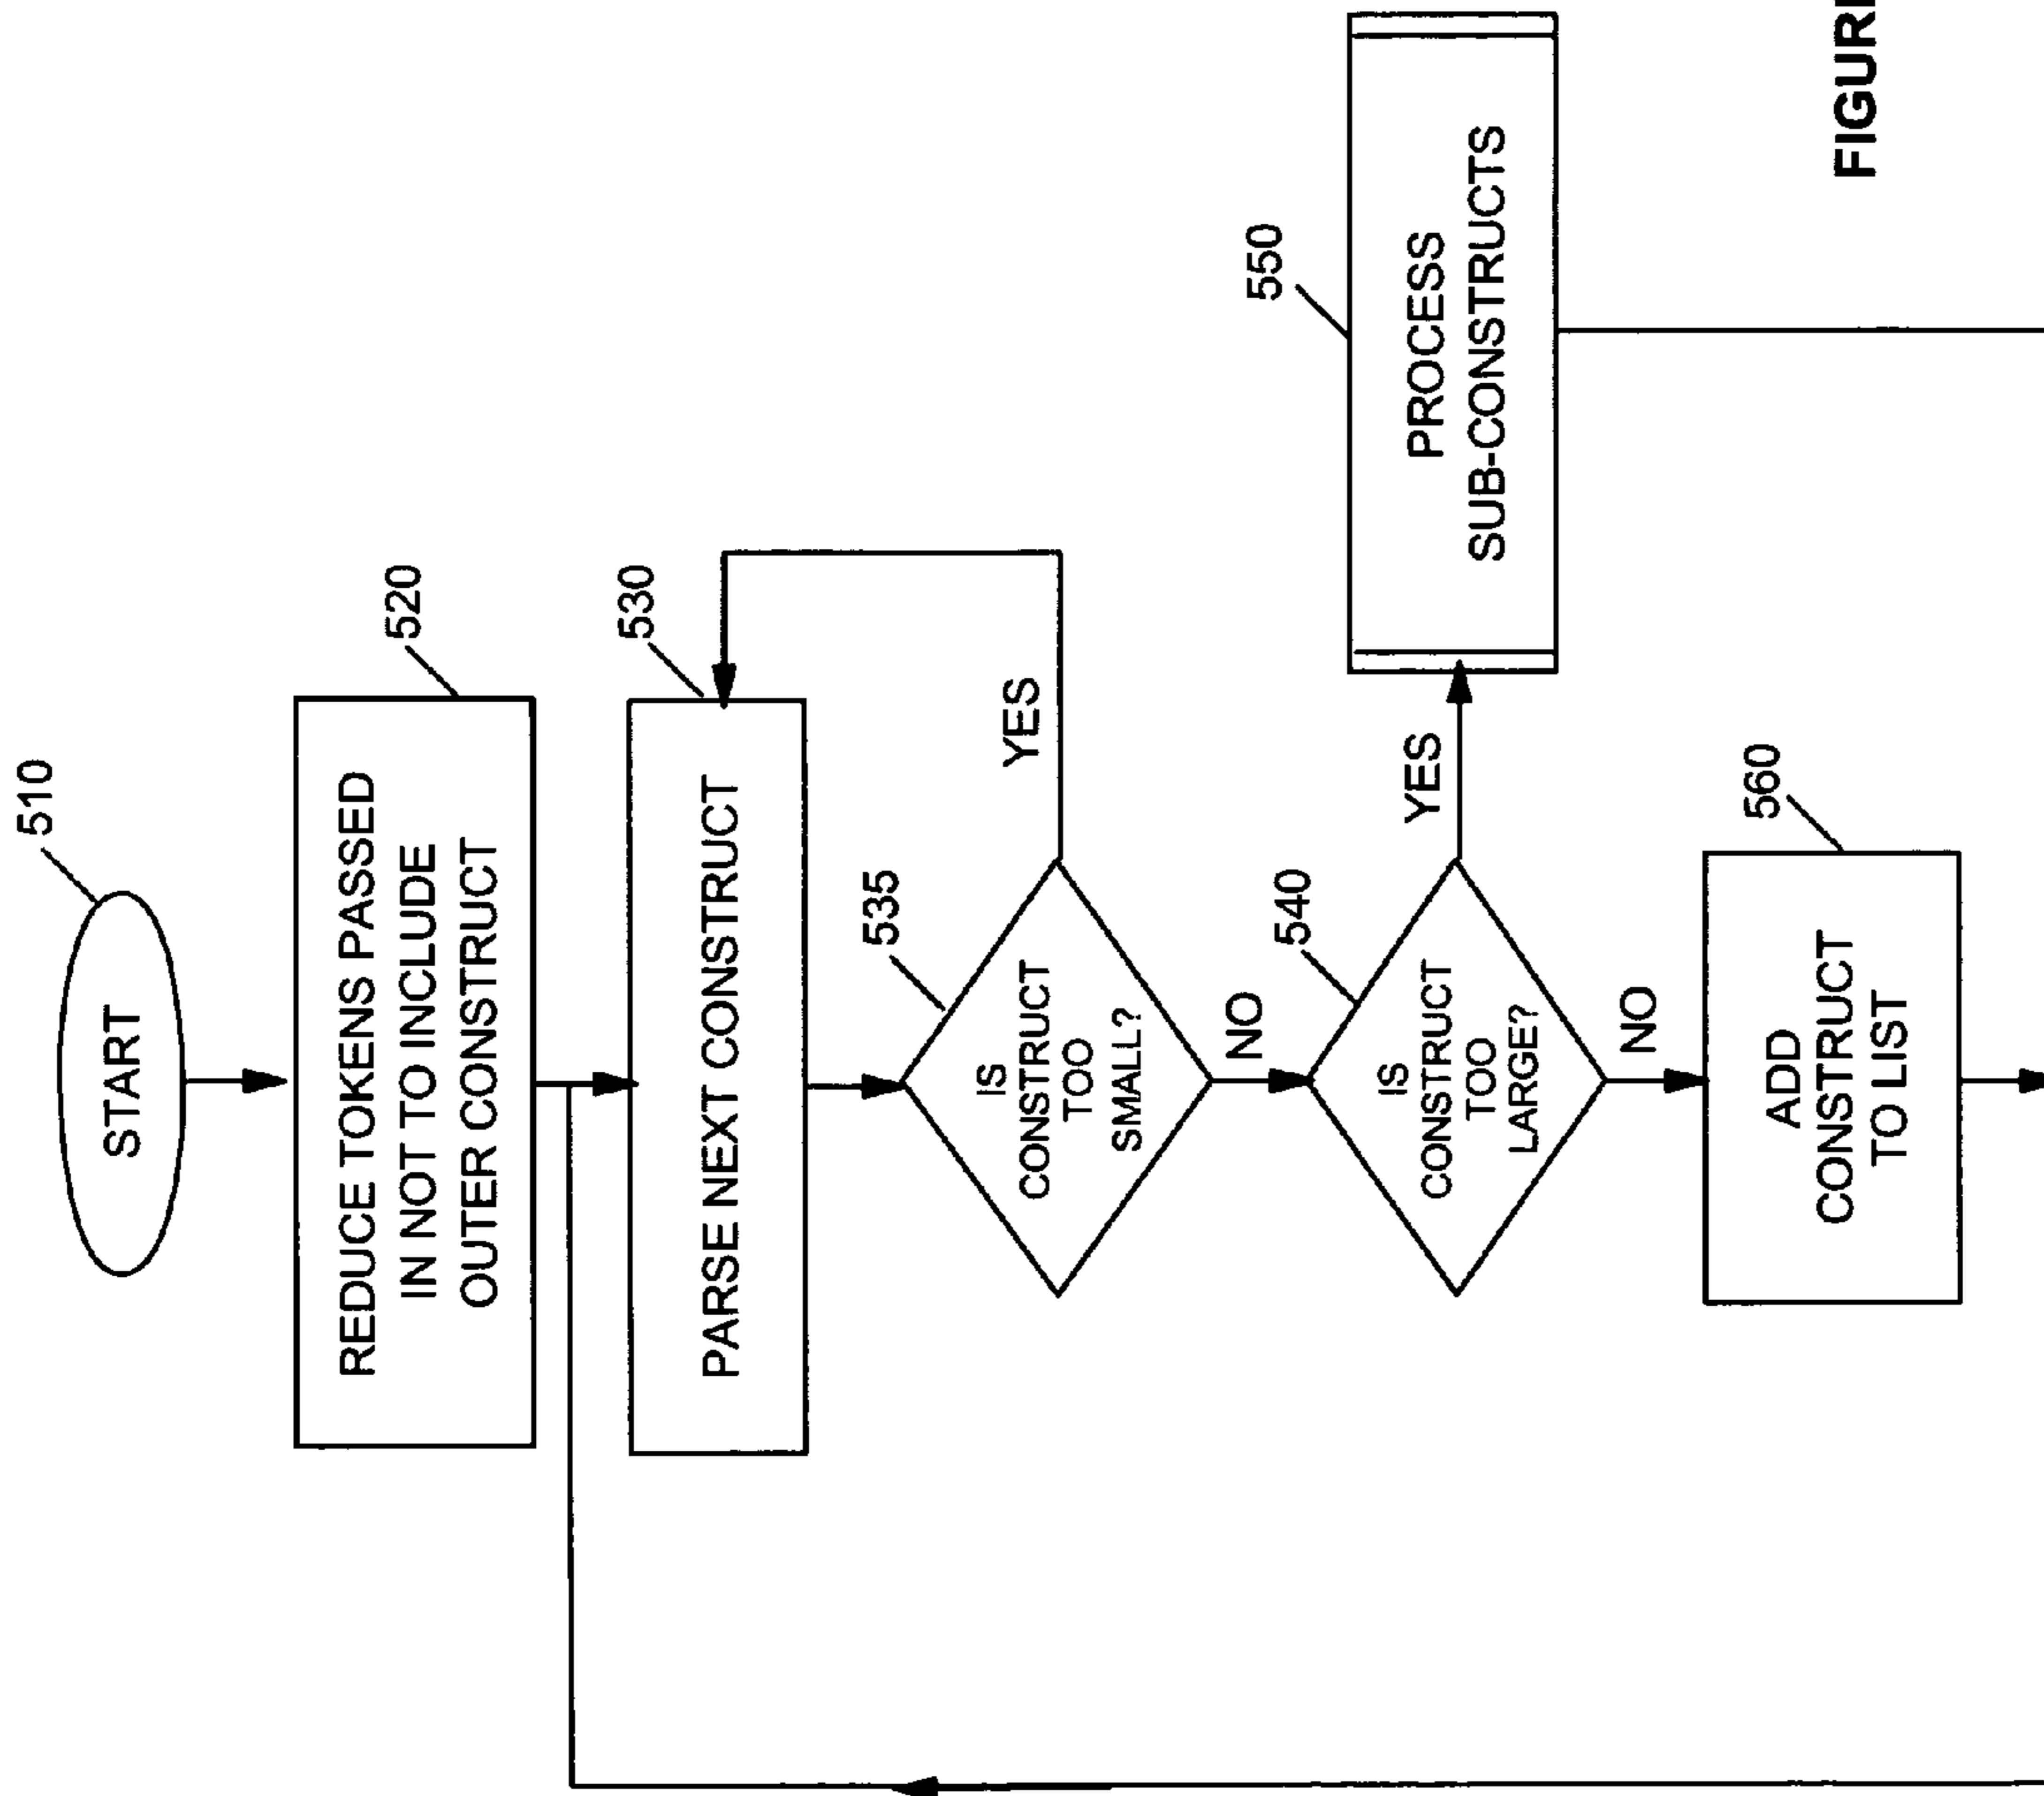 510
START
520
REDUCE TOKENS PASSED
IN NOT TO INCLUDE
OUTER CONSTRUCT
530
PARSE NEXT CONSTRUCT
535
IS
CONSTRUCT
TOO
SMALL?
YES
NO
540
IS
CONSTRUCT
TOO
LARGE?
YES
550
PROCESS
SUB-CONSTRUCTS
NO
560
ADD
CONSTRUCT
TO LIST